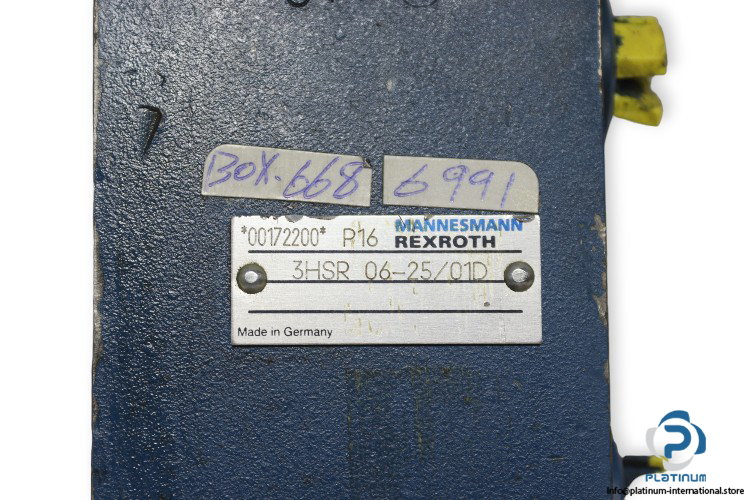 7
BOX-668 6991
*00172200* P16 MANNESMANN
REXROTH
3HSR 06-25/01D
Made in Germany
PLATINUM
info@platinum-international.store